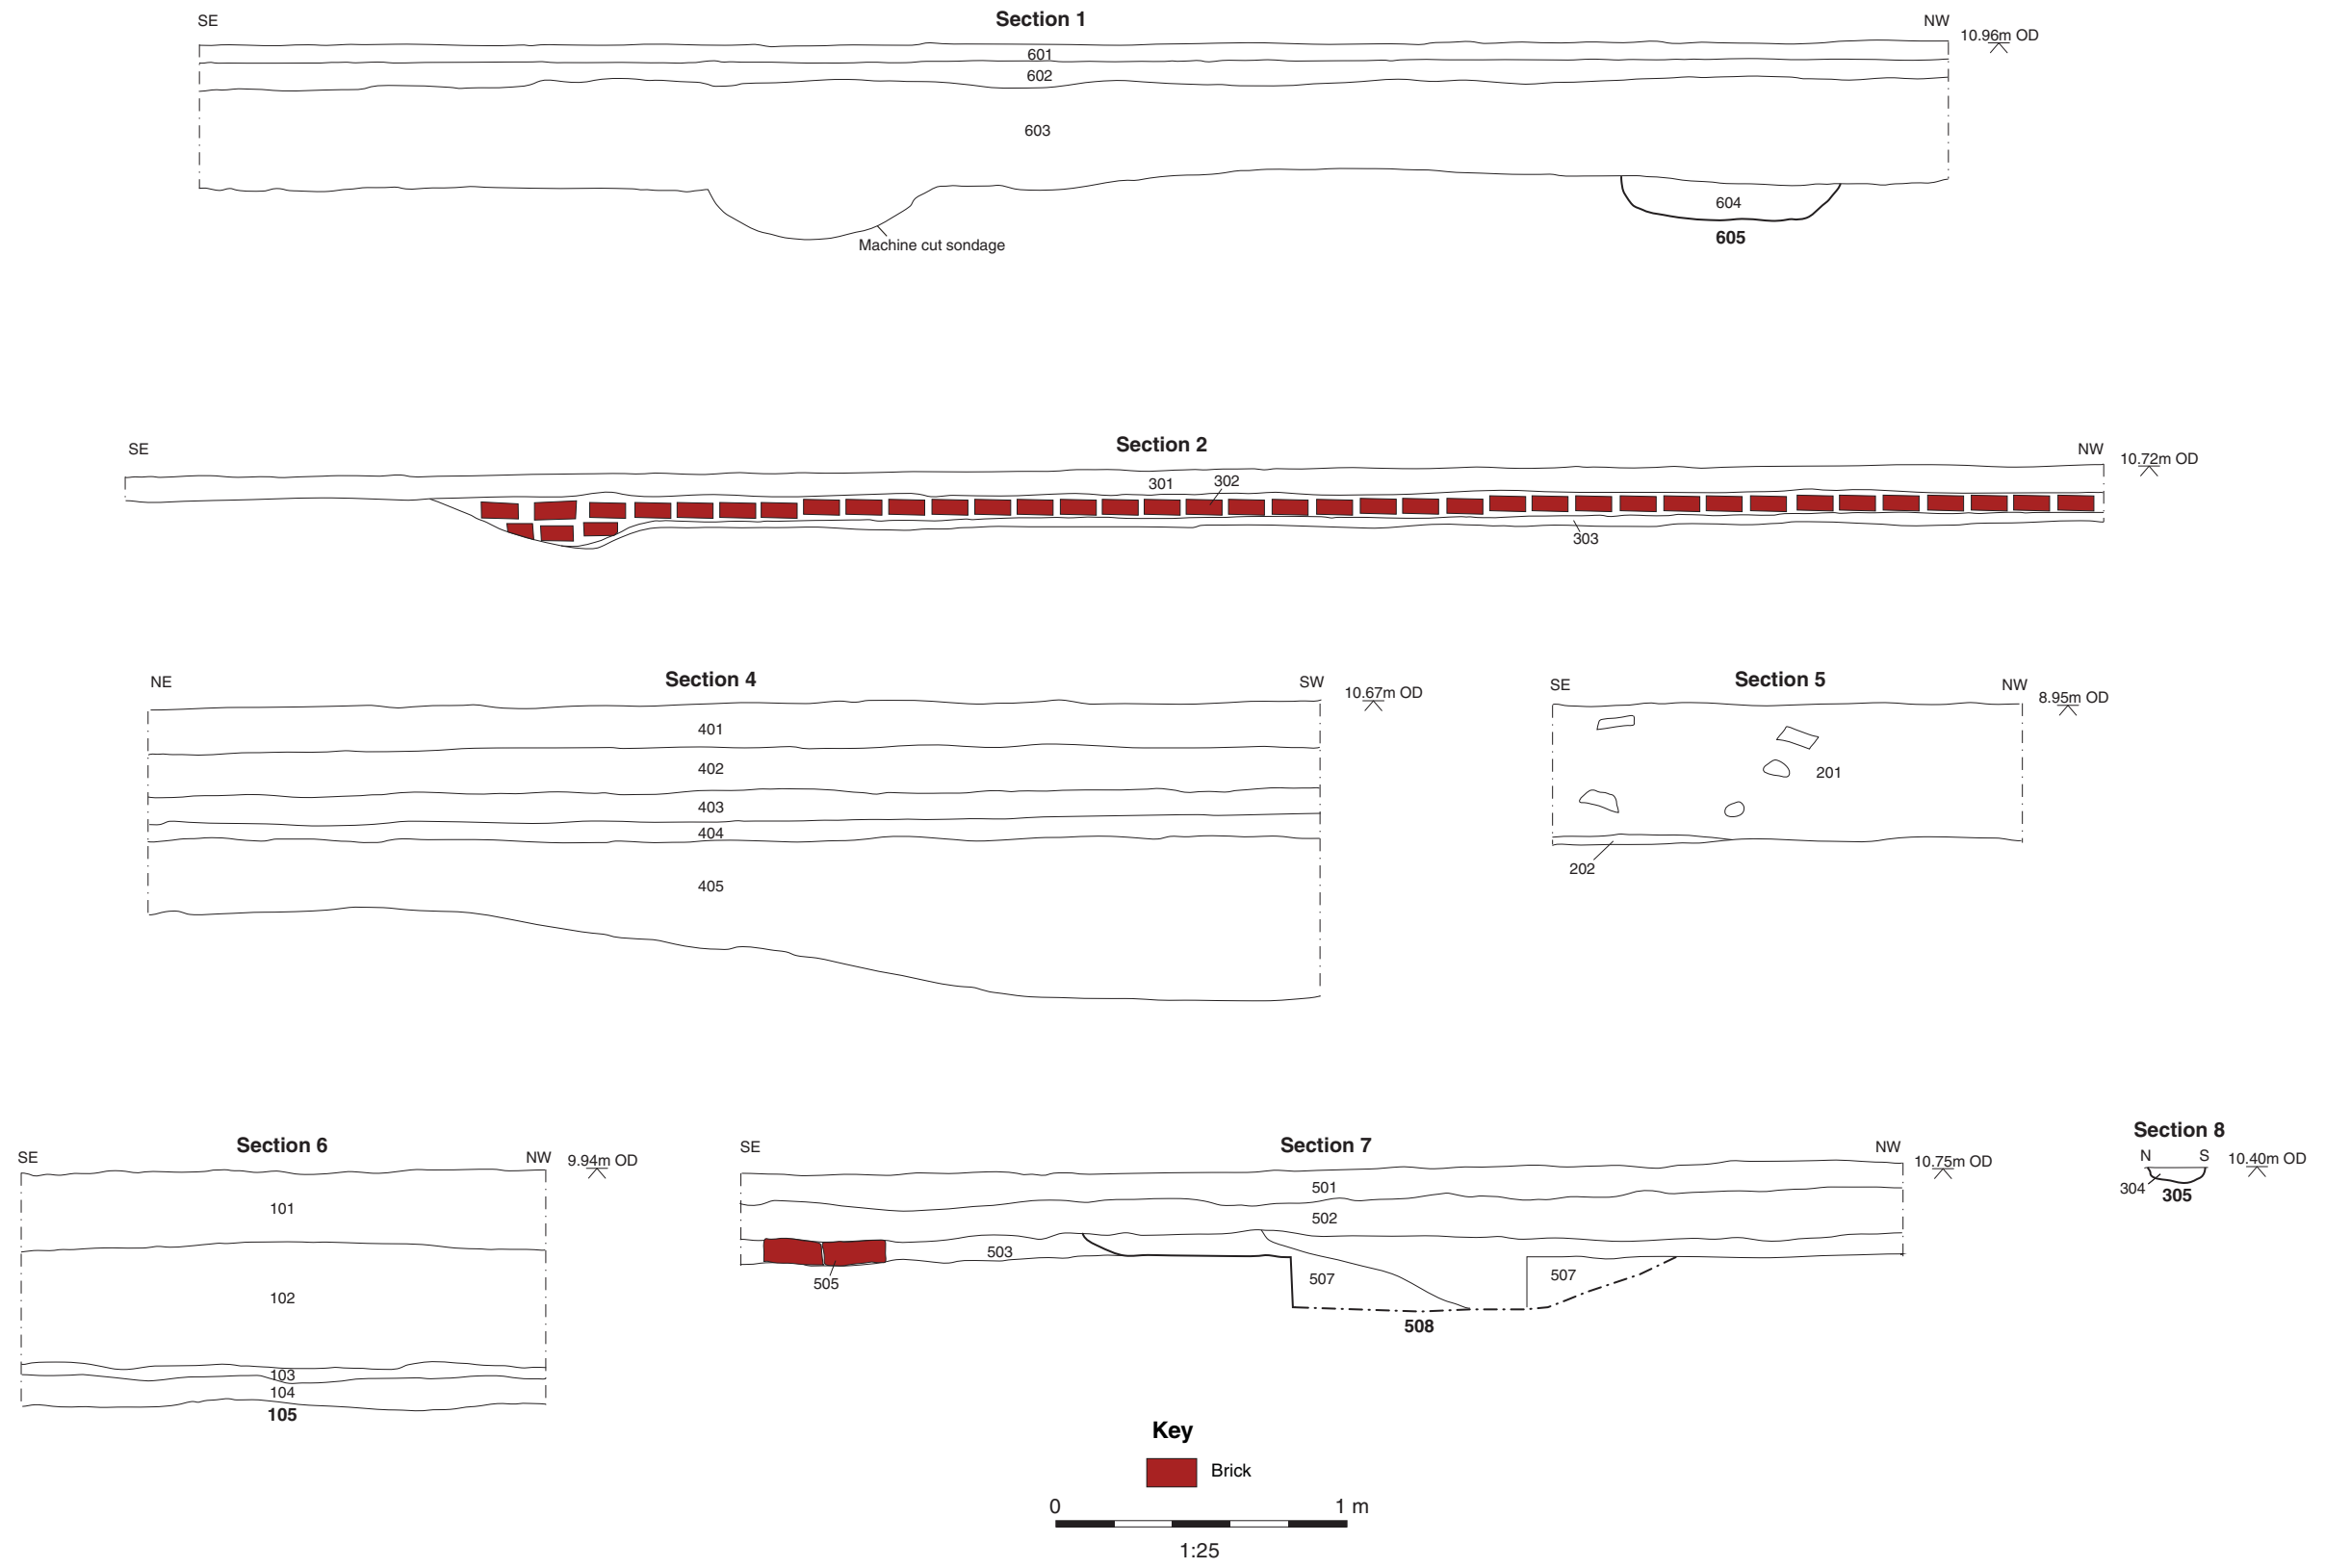 SE
Section 1
NW
10.96m OD
601
602
603
604
Machine cut sondage
605
SE
Section 2
NW
10.72m OD
301
302
303
NE
Section 4
SW
10.67m OD
401
402
403
404
405
SE
Section 5
NW
8.95m OD
201
202
SE
Section 6
NW
9.94m OD
101
102
103
104
105
SE
Section 7
NW
10.75m OD
501
502
503
505
507
507
508
Section 8
N
S
10.40m OD
304
305
Key
Brick
0
1 m
1:25